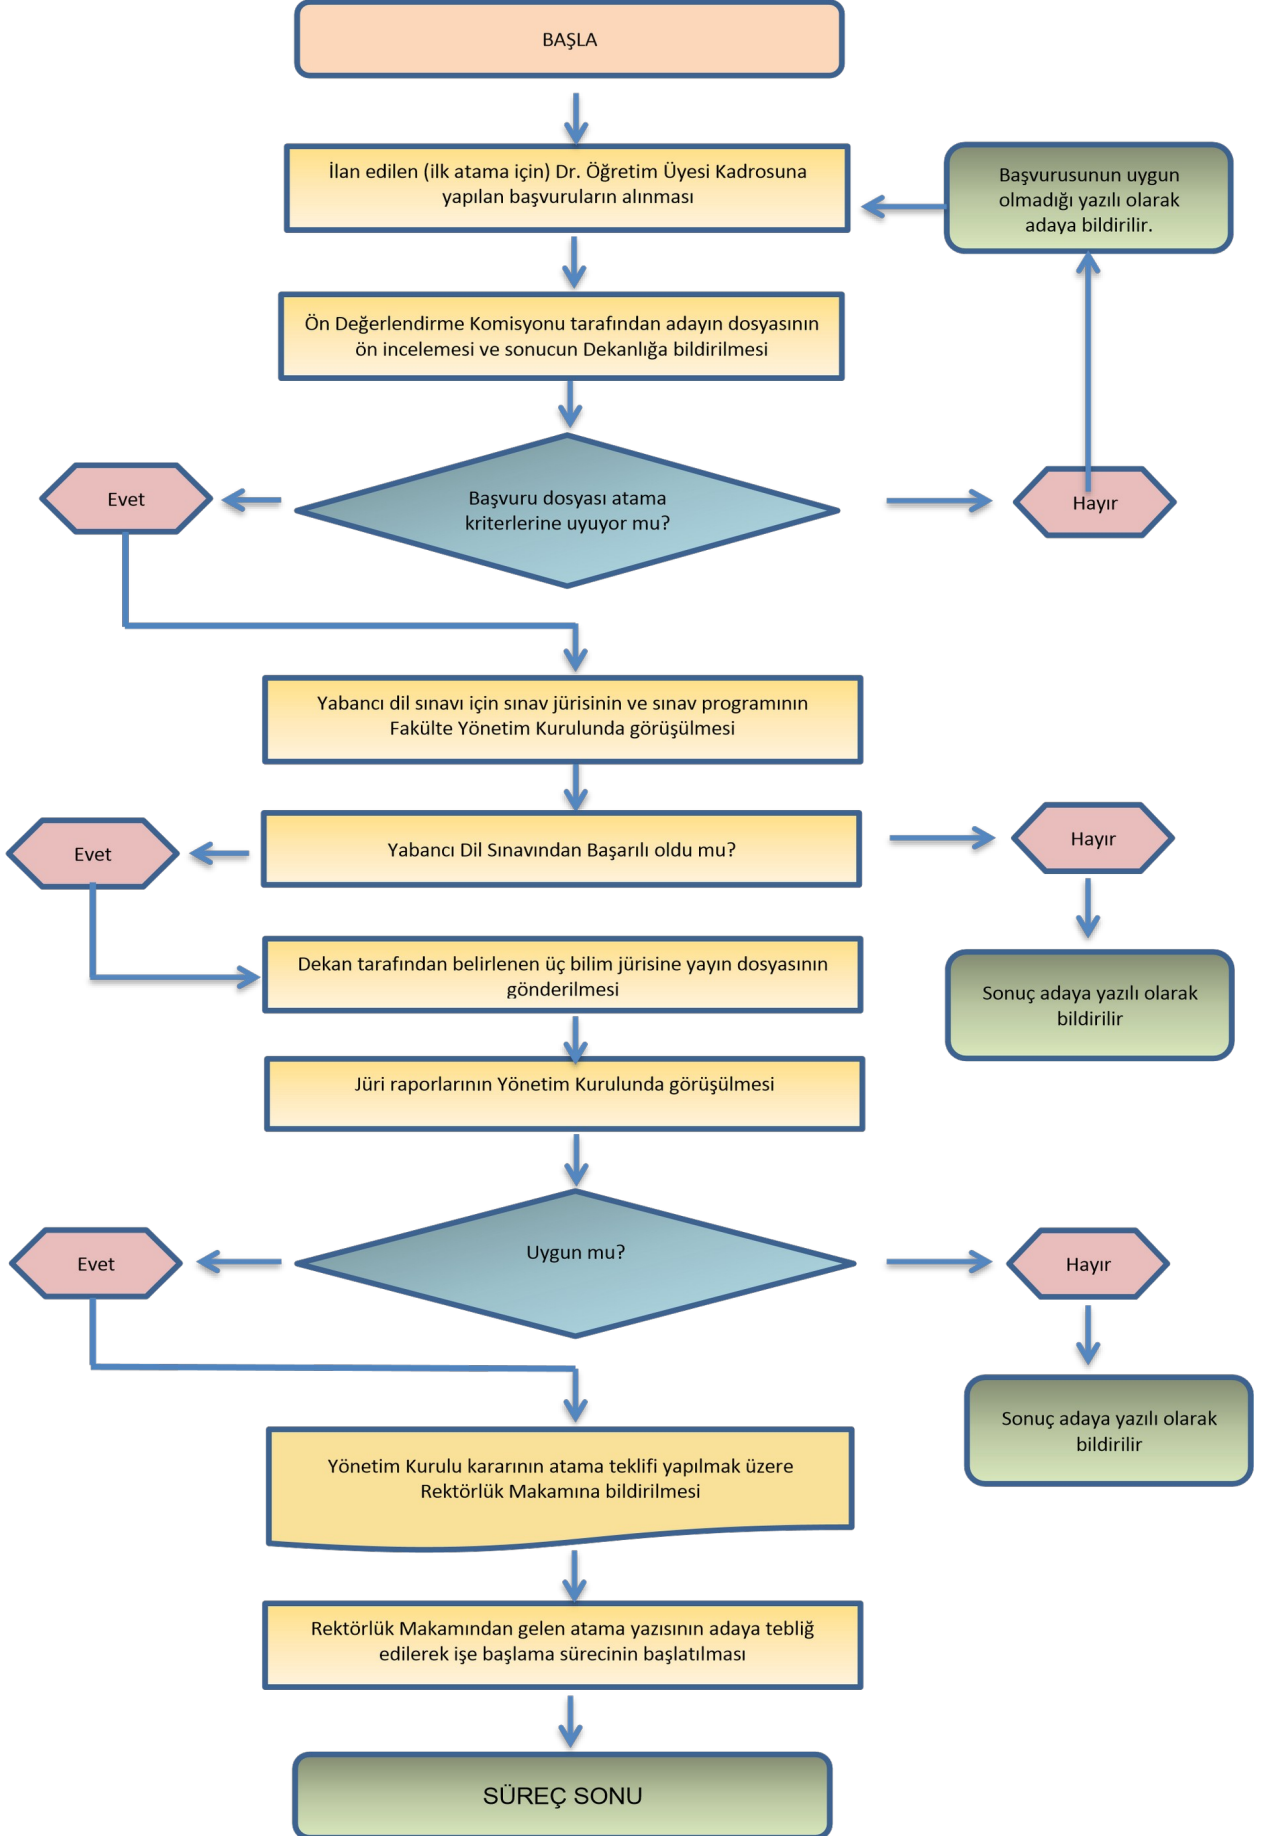 BAŞLA
İlan edilen (ilk atama için) Dr. Öğretim Üyesi Kadrosuna
yapılan başvuruların alınması
Başvurusunun uygun
olmadığı yazılı olarak
adaya bildirilir.
Ön Değerlendirme Komisyonu tarafından adayın dosyasının
ön incelemesi ve sonucun Dekanlığa bildirilmesi
Evet
Başvuru dosyası atama
kriterlerine uyuyor mu?
Hayır
Yabancı dil sınavı için sınav jürisinin ve sınav programının
Fakülte Yönetim Kurulunda görüşülmesi
Evet
Yabancı Dil Sınavından Başarılı oldu mu?
Hayır
Dekan tarafından belirlenen üç bilim jürisine yayın dosyasının
gönderilmesi
Sonuç adaya yazılı olarak
bildirilir
Jüri raporlarının Yönetim Kurulunda görüşülmesi
Evet
Uygun mu?
Hayır
Sonuç adaya yazılı olarak
bildirilir
Yönetim Kurulu kararının atama teklifi yapılmak üzere
Rektörlük Makamına bildirilmesi
Rektörlük Makamından gelen atama yazısının adaya tebliğ
edilerek işe başlama sürecinin başlatılması
SÜREÇ SONU